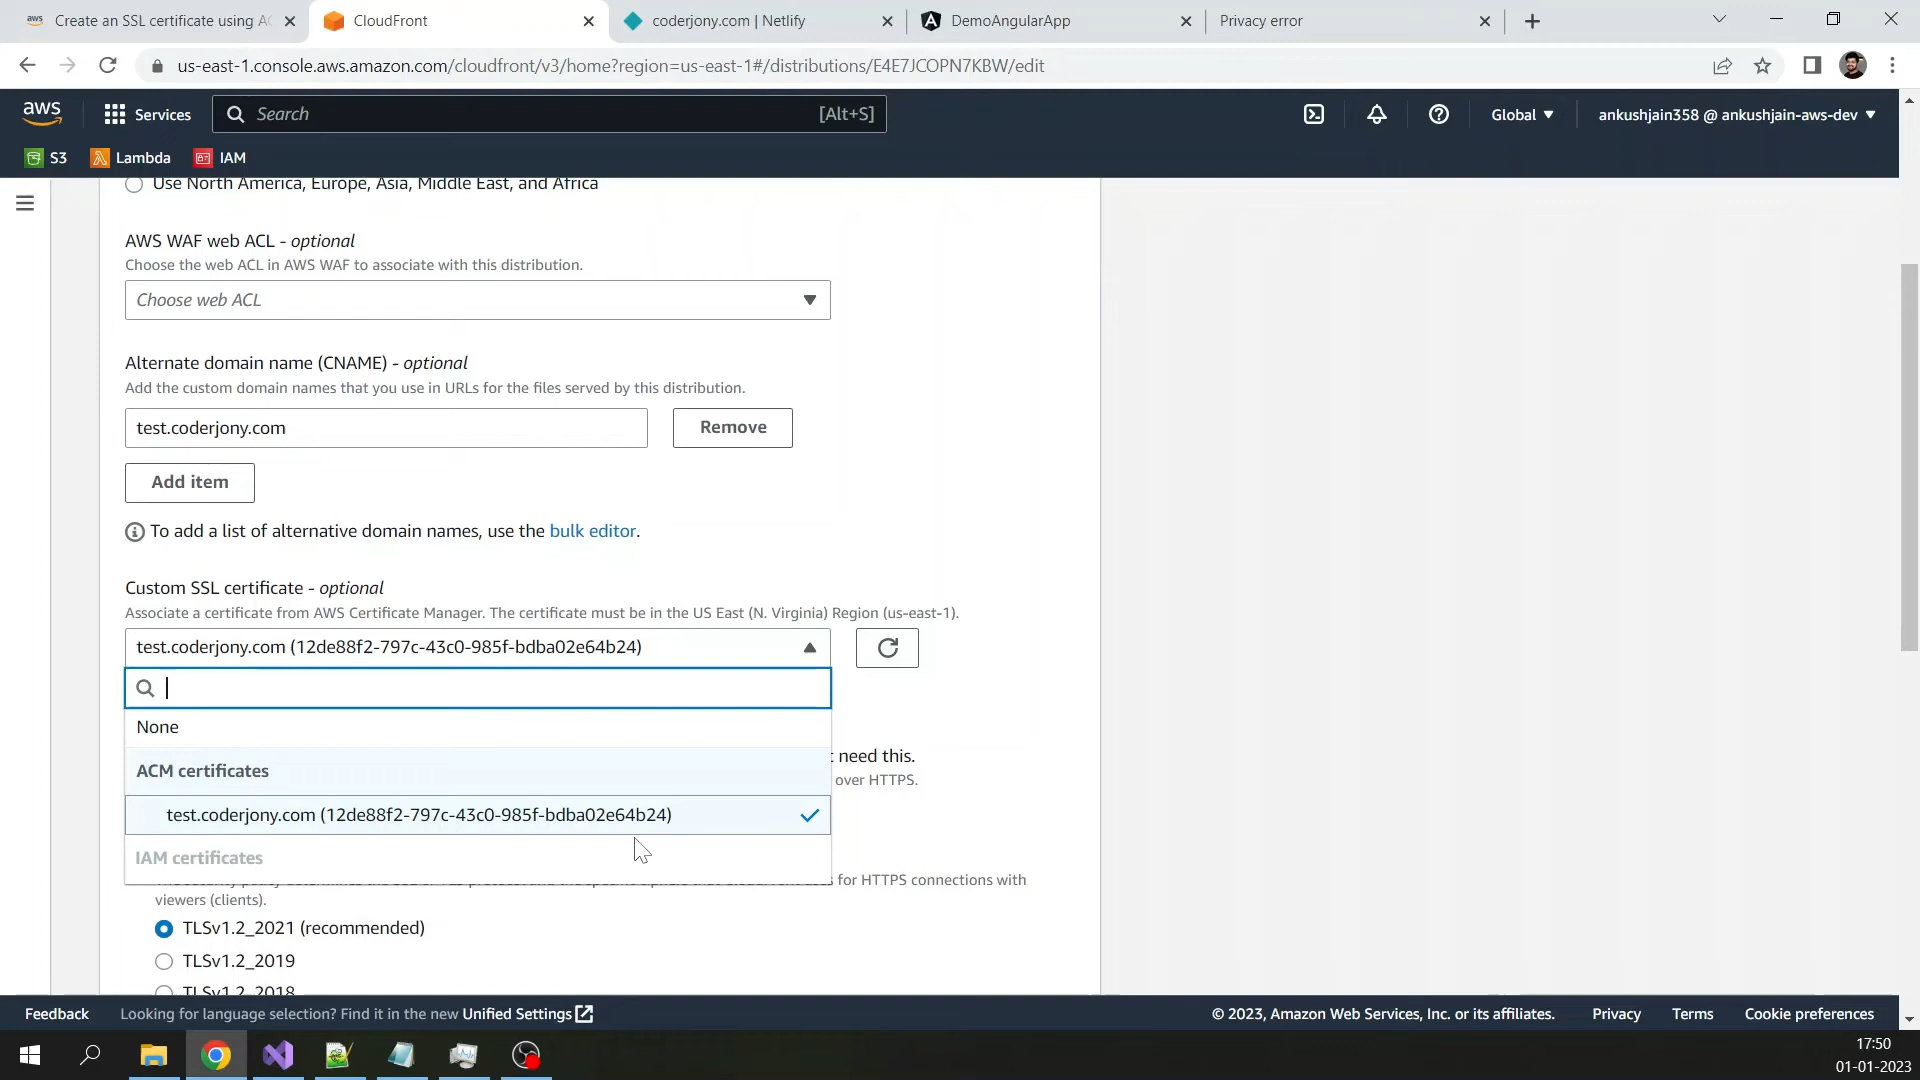 Create an SSL certificate using AC
CloudFront
coderjony.com | Netlify
DemoAngularApp
Privacy error
us-east-1.console.aws.amazon.com/cloudfront/v3/home?region=us-east-1#/distributions/E4E7JCOPN7KBW/edit
aws
Services
Search
[Alt+S]
Global
ankushjain358 @ ankushjain-aws-dev
S3
Lambda
IAM
Use North America, Europe, Asia, Middle East, and Africa
AWS WAF web ACL - optional
Choose the web ACL in AWS WAF to associate with this distribution.
Choose web ACL
Alternate domain name (CNAME) - optional
Add the custom domain names that you use in URLs for the files served by this distribution.
test.coderjony.com
Remove
Add item
To add a list of alternative domain names, use the bulk editor.
Custom SSL certificate - optional
Associate a certificate from AWS Certificate Manager. The certificate must be in the US East (N. Virginia) Region (us-east-1).
test.coderjony.com (12de88f2-797c-43c0-985f-bdba02e64b24)
None
need this.
ACM certificates
over HTTPS.
test.coderjony.com (12de88f2-797c-43c0-985f-bdba02e64b24)
IAM certificates
for HTTPS connections with
viewers (clients).
TLSv1.2_2021 (recommended)
TLSv1.2_2019
TLSv1.2_2018
Feedback
Looking for language selection? Find it in the new Unified Settings
© 2023, Amazon Web Services, Inc. or its affiliates.
Privacy
Terms
Cookie preferences
17:50
01-01-2023